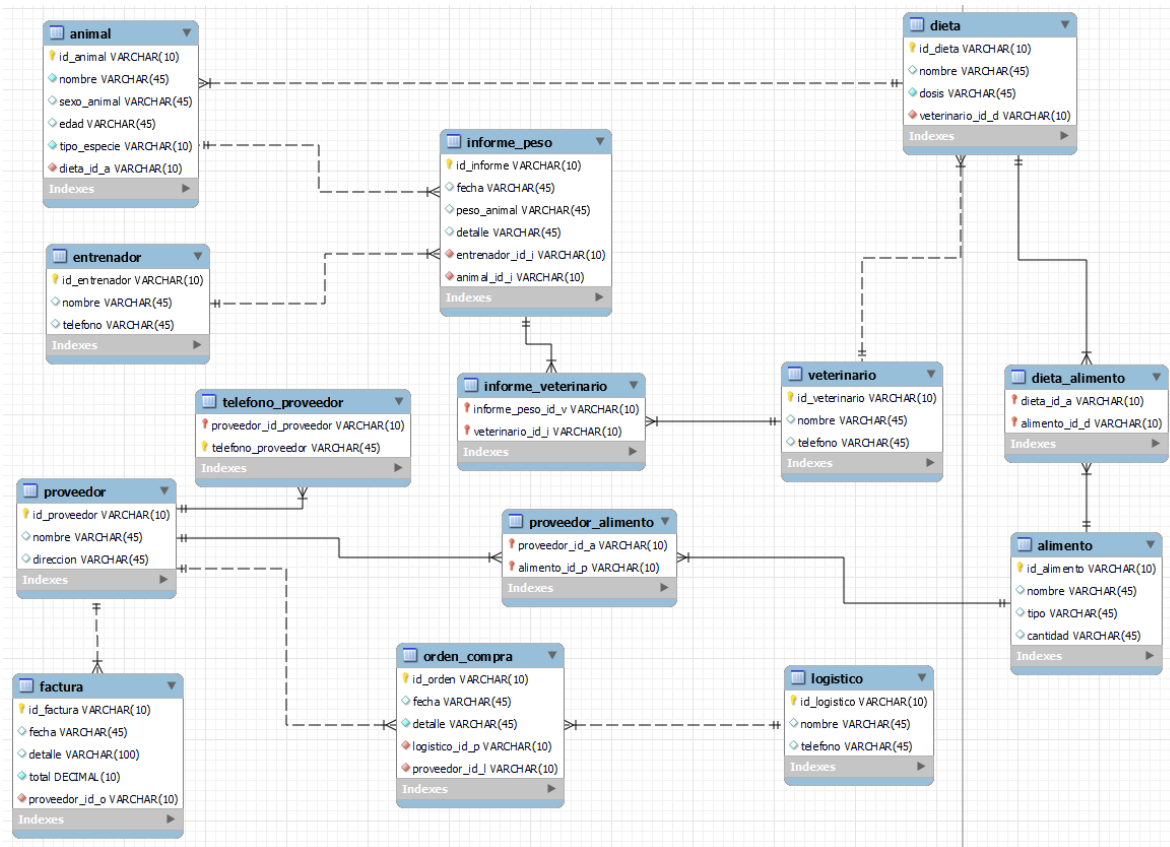 animal
id_animal VARCHAR(10)
nombre VARCHAR(45)
sexo_animal VARCHAR(45)
edad VARCHAR(45)
tipo_especie VARCHAR(10)
dieta_id_a VARCHAR(10)
Indexes
dieta
id_dieta VARCHAR(10)
nombre VARCHAR(45)
dosis VARCHAR(45)
veterinario_id_d VARCHAR(10)
Indexes
informe_peso
id_informe VARCHAR(10)
fecha VARCHAR(45)
peso_animal VARCHAR(45)
detalle VARCHAR(45)
entrenador_id_i VARCHAR(10)
animal_id_i VARCHAR(10)
Indexes
entrenador
id_entrenador VARCHAR(10)
nombre VARCHAR(45)
telefono VARCHAR(45)
Indexes
informe_veterinario
informe_peso_id_v VARCHAR(10)
veterinario_id_i VARCHAR(10)
Indexes
veterinario
id_veterinario VARCHAR(10)
nombre VARCHAR(45)
telefono VARCHAR(45)
Indexes
dieta_alimento
dieta_id_a VARCHAR(10)
alimento_id_d VARCHAR(10)
Indexes
telefono_proveedor
proveedor_id_proveedor VARCHAR(10)
telefono_proveedor VARCHAR(45)
Indexes
proveedor
id_proveedor VARCHAR(10)
nombre VARCHAR(45)
direccion VARCHAR(45)
Indexes
proveedor_alimento
proveedor_id_a VARCHAR(10)
alimento_id_p VARCHAR(10)
Indexes
alimento
id_alimento VARCHAR(10)
nombre VARCHAR(45)
tipo VARCHAR(45)
cantidad VARCHAR(45)
Indexes
orden_compra
id_orden VARCHAR(10)
fecha VARCHAR(45)
detalle VARCHAR(45)
logistico_id_p VARCHAR(10)
proveedor_id_l VARCHAR(10)
Indexes
logistico
id_logistico VARCHAR(10)
nombre VARCHAR(45)
telefono VARCHAR(45)
Indexes
factura
id_factura VARCHAR(10)
fecha VARCHAR(45)
detalle VARCHAR(100)
total DECIMAL(10)
proveedor_id_o VARCHAR(10)
Indexes